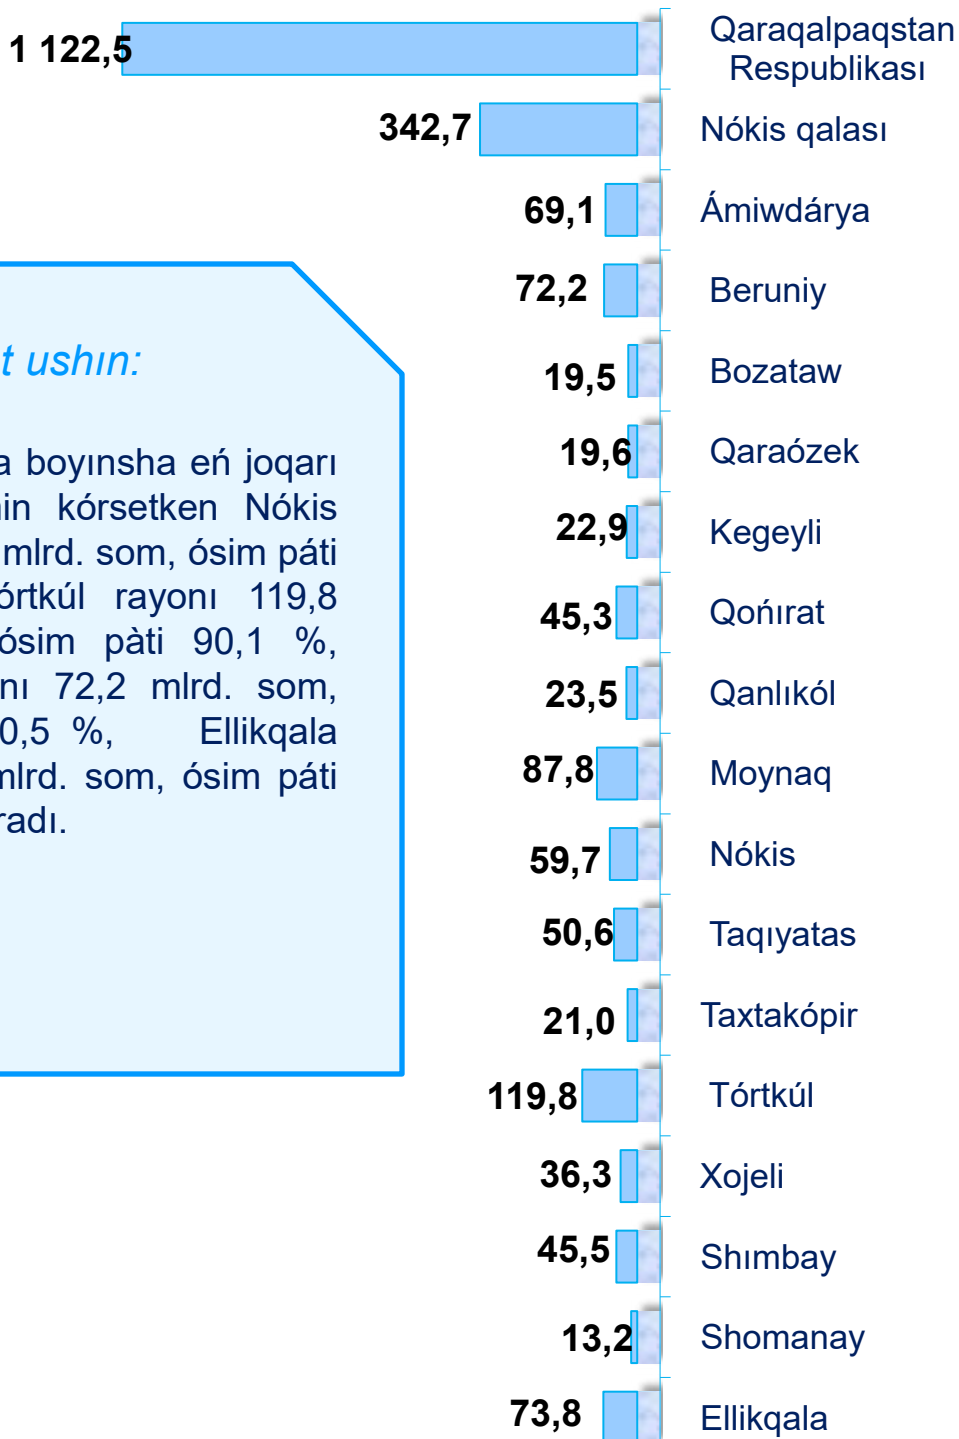 1 122,5 Qaraqalpaqstan
Respublikası
342,7 Nókis qalası
69,1 Ámiwdárya
72,2 Beruniy
19,5 Bozataw
19,6 Qaraózek
22,9 Kegeyli
45,3 Qońırat
23,5 Qanlıkól
87,8 Moynaq
59,7 Nókis
50,6 Taqıyatas
21,0 Taxtakópir
119,8 Tórtkúl
36,3 Xojeli
45,5 Shımbay
13,2 Shomanay
73,8 Ellikqala
ushın:
boyınsha eń joqarı
kórsetken Nókis
mlrd. som, ósim páti
rayonı 119,8
ósim pàti 90,1 %,
72,2 mlrd. som,
%, Ellikqala
mlrd. som, ósim páti